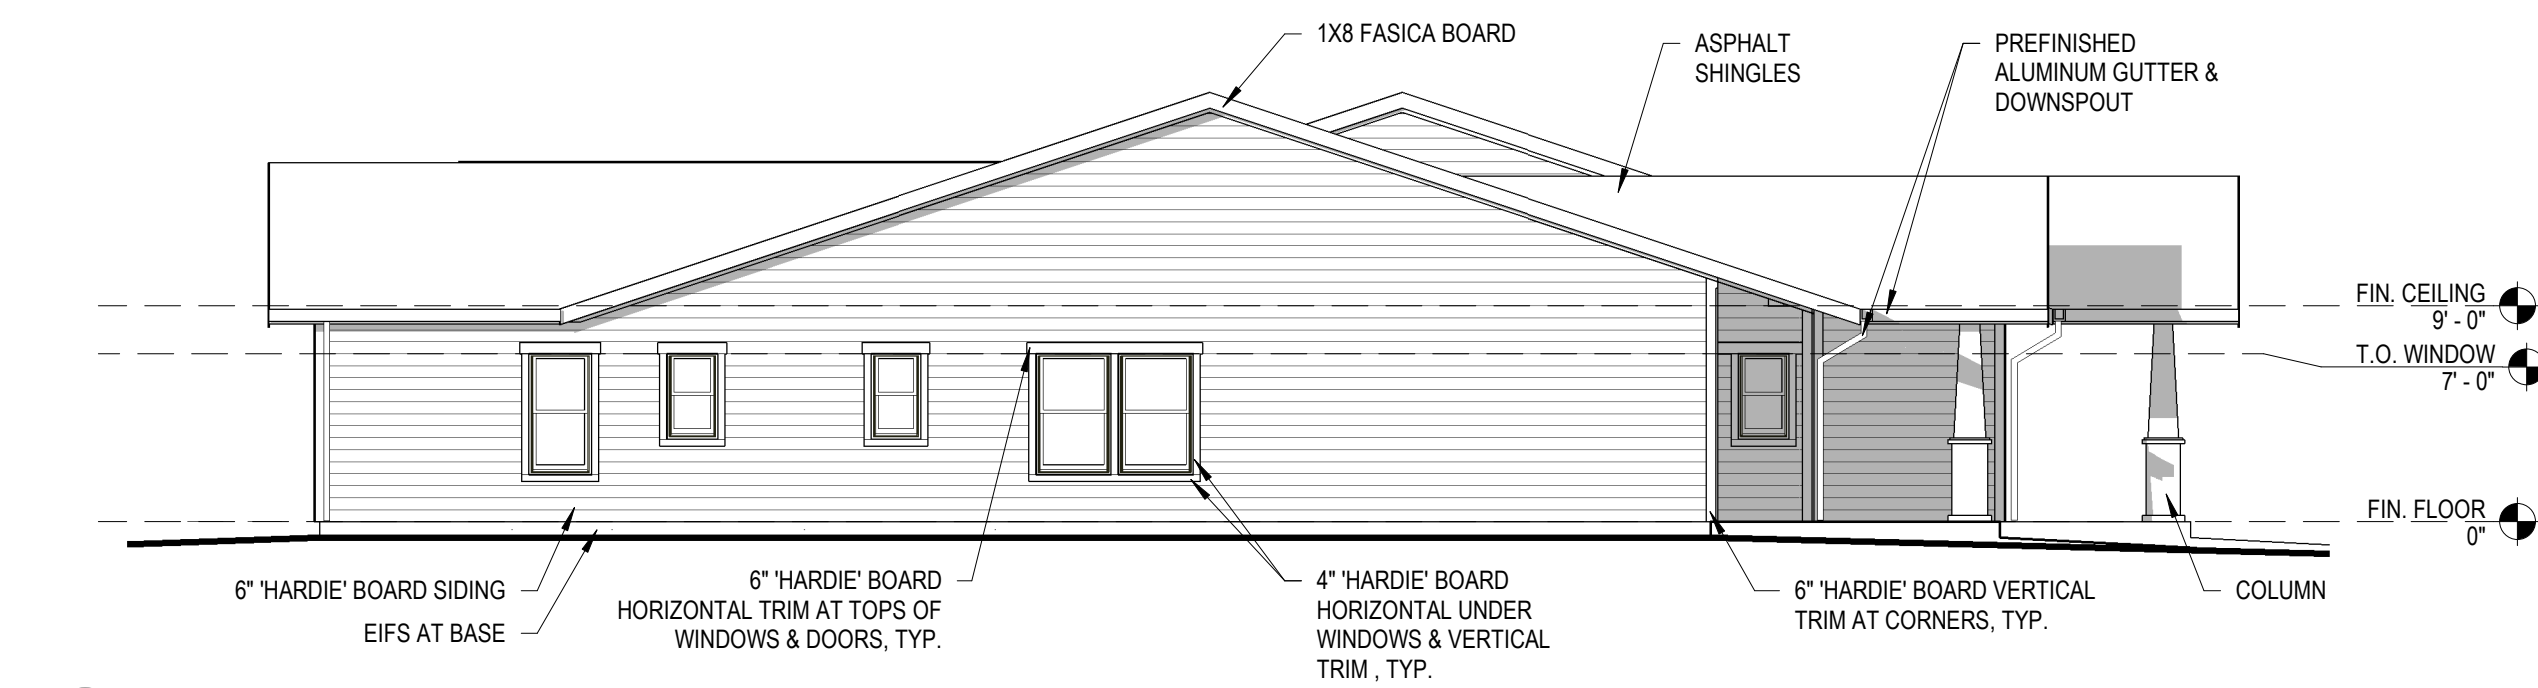 1X8 FASICA BOARD
ASPHALT
SHINGLES
PREFINISHED
ALUMINUM GUTTER &
DOWNSPOUT
FIN. CEILING
9' - 0"
T.O. WINDOW
7' - 0"
FIN. FLOOR
0"
6" 'HARDIE' BOARD SIDING
EIFS AT BASE
6" 'HARDIE' BOARD
HORIZONTAL TRIM AT TOPS OF
WINDOWS & DOORS, TYP.
4" 'HARDIE' BOARD
HORIZONTAL UNDER
WINDOWS & VERTICAL
TRIM , TYP.
6" 'HARDIE' BOARD VERTICAL
TRIM AT CORNERS, TYP.
COLUMN